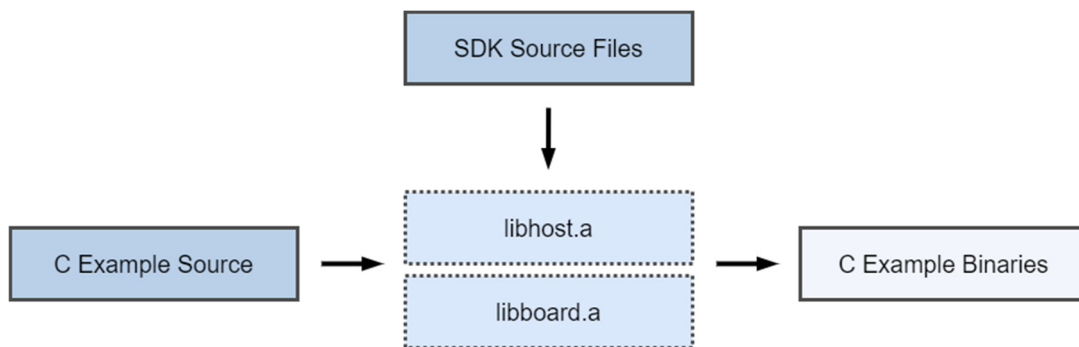 SDK Source Files
libhost.a
C Example Source
C Example Binaries
libboard.a